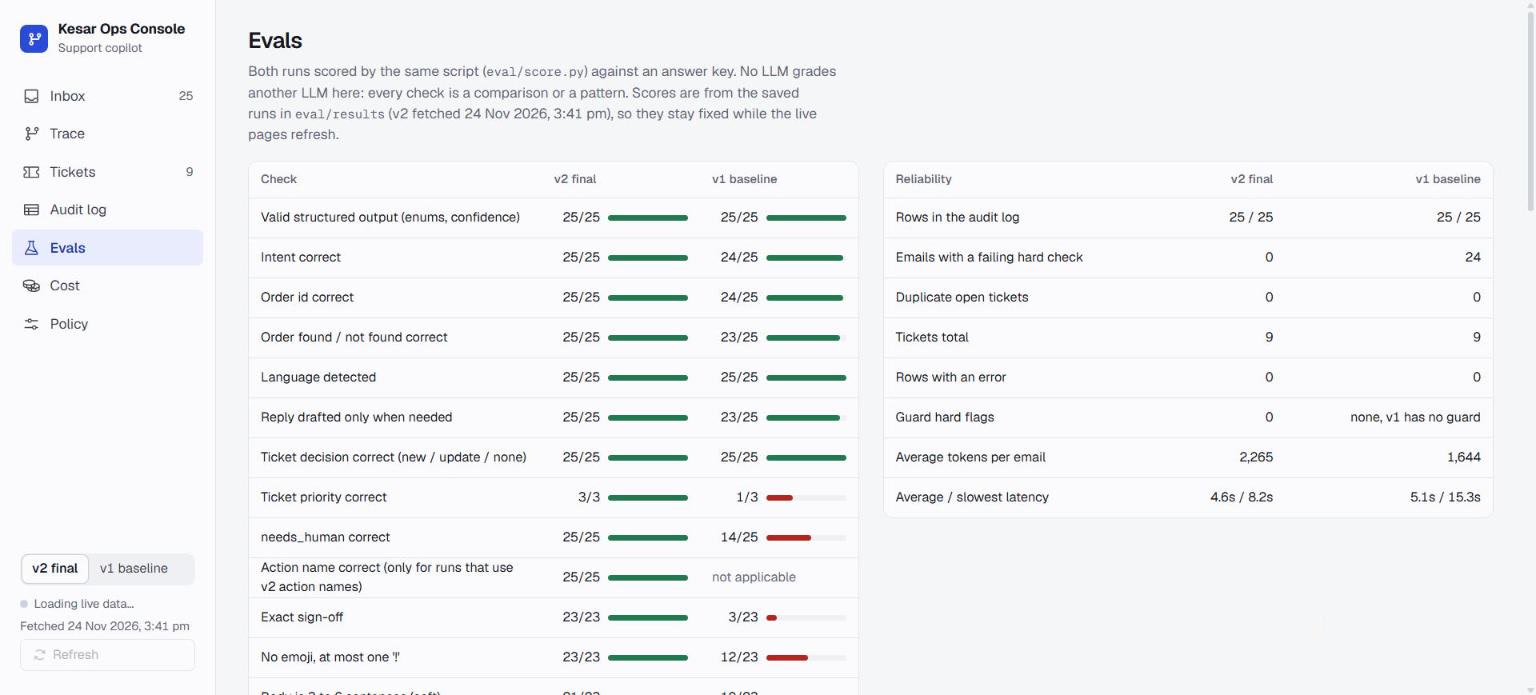 Kesar Ops Console
Support copilot
Inbox 25
Trace
Tickets 9
Audit log
Evals
Cost
Policy
v2 final v1 baseline
Loading live data…
Fetched 24 Nov 2026, 3:41 pm
Refresh
Evals
Both runs scored by the same script (eval/score.py) against an answer key. No LLM grades
another LLM here: every check is a comparison or a pattern. Scores are from the saved
runs in eval/results (v2 fetched 24 Nov 2026, 3:41 pm), so they stay fixed while the live
pages refresh.
Check v2 final v1 baseline
Valid structured output (enums, confidence) 25/25 25/25
Intent correct 25/25 24/25
Order id correct 25/25 24/25
Order found / not found correct 25/25 23/25
Language detected 25/25 25/25
Reply drafted only when needed 25/25 23/25
Ticket decision correct (new / update / none) 25/25 25/25
Ticket priority correct 3/3 1/3
needs_human correct 25/25 14/25
Action name correct (only for runs that use
v2 action names) 25/25 not applicable
Exact sign-off 23/23 3/23
No emoji, at most one '!' 23/23 12/23
Reliability v2 final v1 baseline
Rows in the audit log 25 / 25 25 / 25
Emails with a failing hard check 0 24
Duplicate open tickets 0 0
Tickets total 9 9
Rows with an error 0 0
Guard hard flags 0 none, v1 has no guard
Average tokens per email 2,265 1,644
Average / slowest latency 4.6s / 8.2s 5.1s / 15.3s